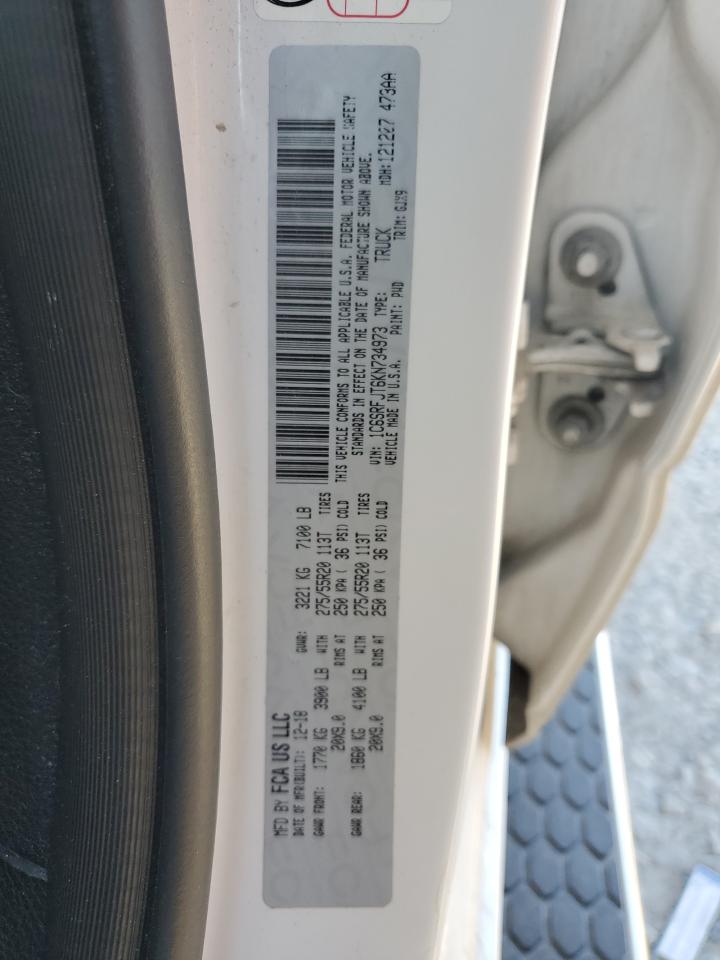 MFD BY FCA US LLC
DATE OF MFR(BUILT): 12-18 GVWR: 3221 KG 7100 LB
GAWR FRONT: 1770 KG 3900 LB WITH 275/55R20 113T TIRES
20X9.0 RIMS AT 250 KPA ( 36 PSI) COLD
GAWR REAR: 1860 KG 4100 LB WITH 275/55R20 113T TIRES
20X9.0 RIMS AT 250 KPA ( 36 PSI) COLD
THIS VEHICLE CONFORMS TO ALL APPLICABLE U.S.A. FEDERAL MOTOR VEHICLE SAFETY
STANDARDS IN EFFECT ON THE DATE OF MANUFACTURE SHOWN ABOVE.
VIN: 1C6SRFJT6KN734973 TYPE: TRUCK MDH:121207 473AA
VEHICLE MADE IN U.S.A. PAINT: PWD TRIM: GJX9